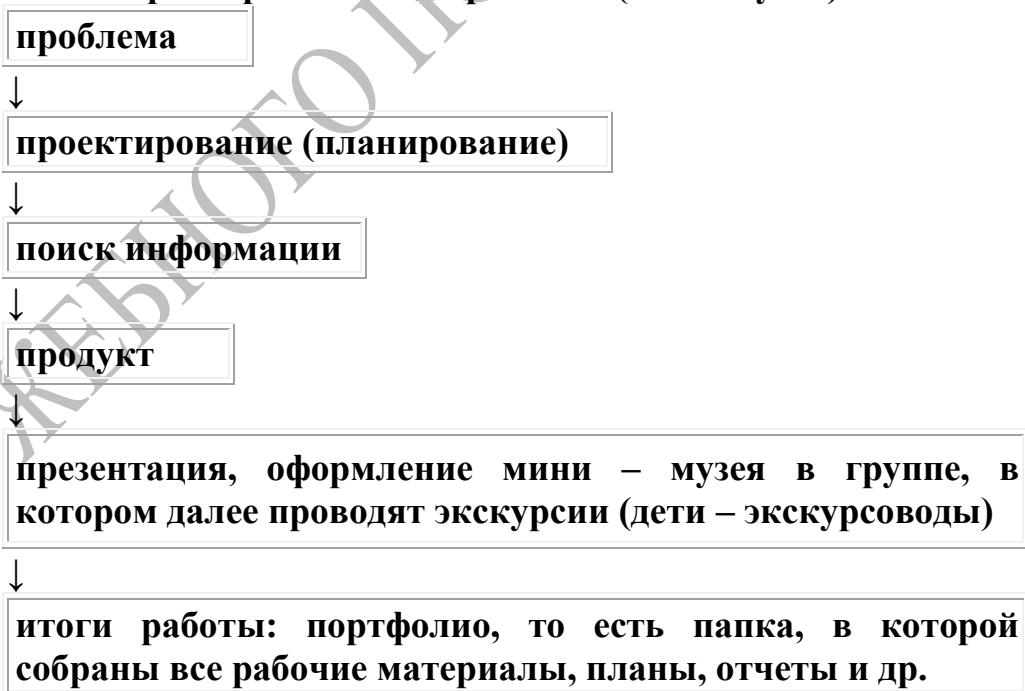 проблема
↓
проектирование (планирование)
↓
поиск информации
↓
продукт
↓
презентация, оформление мини – музея в группе, в
котором далее проводят экскурсии (дети – экскурсоводы)
↓
итоги работы: портфолио, то есть папка, в которой
собраны все рабочие материалы, планы, отчеты и др.
ЖЕБНОГО